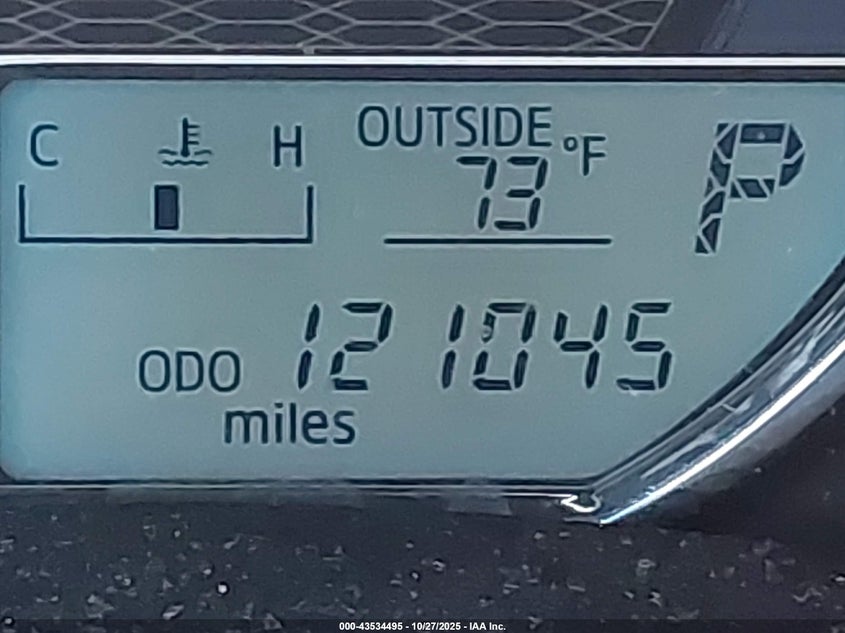 C H
OUTSIDE
73 °F
P
ODO 121045
miles
000-43534495 - 10/27/2025 - IAA Inc.